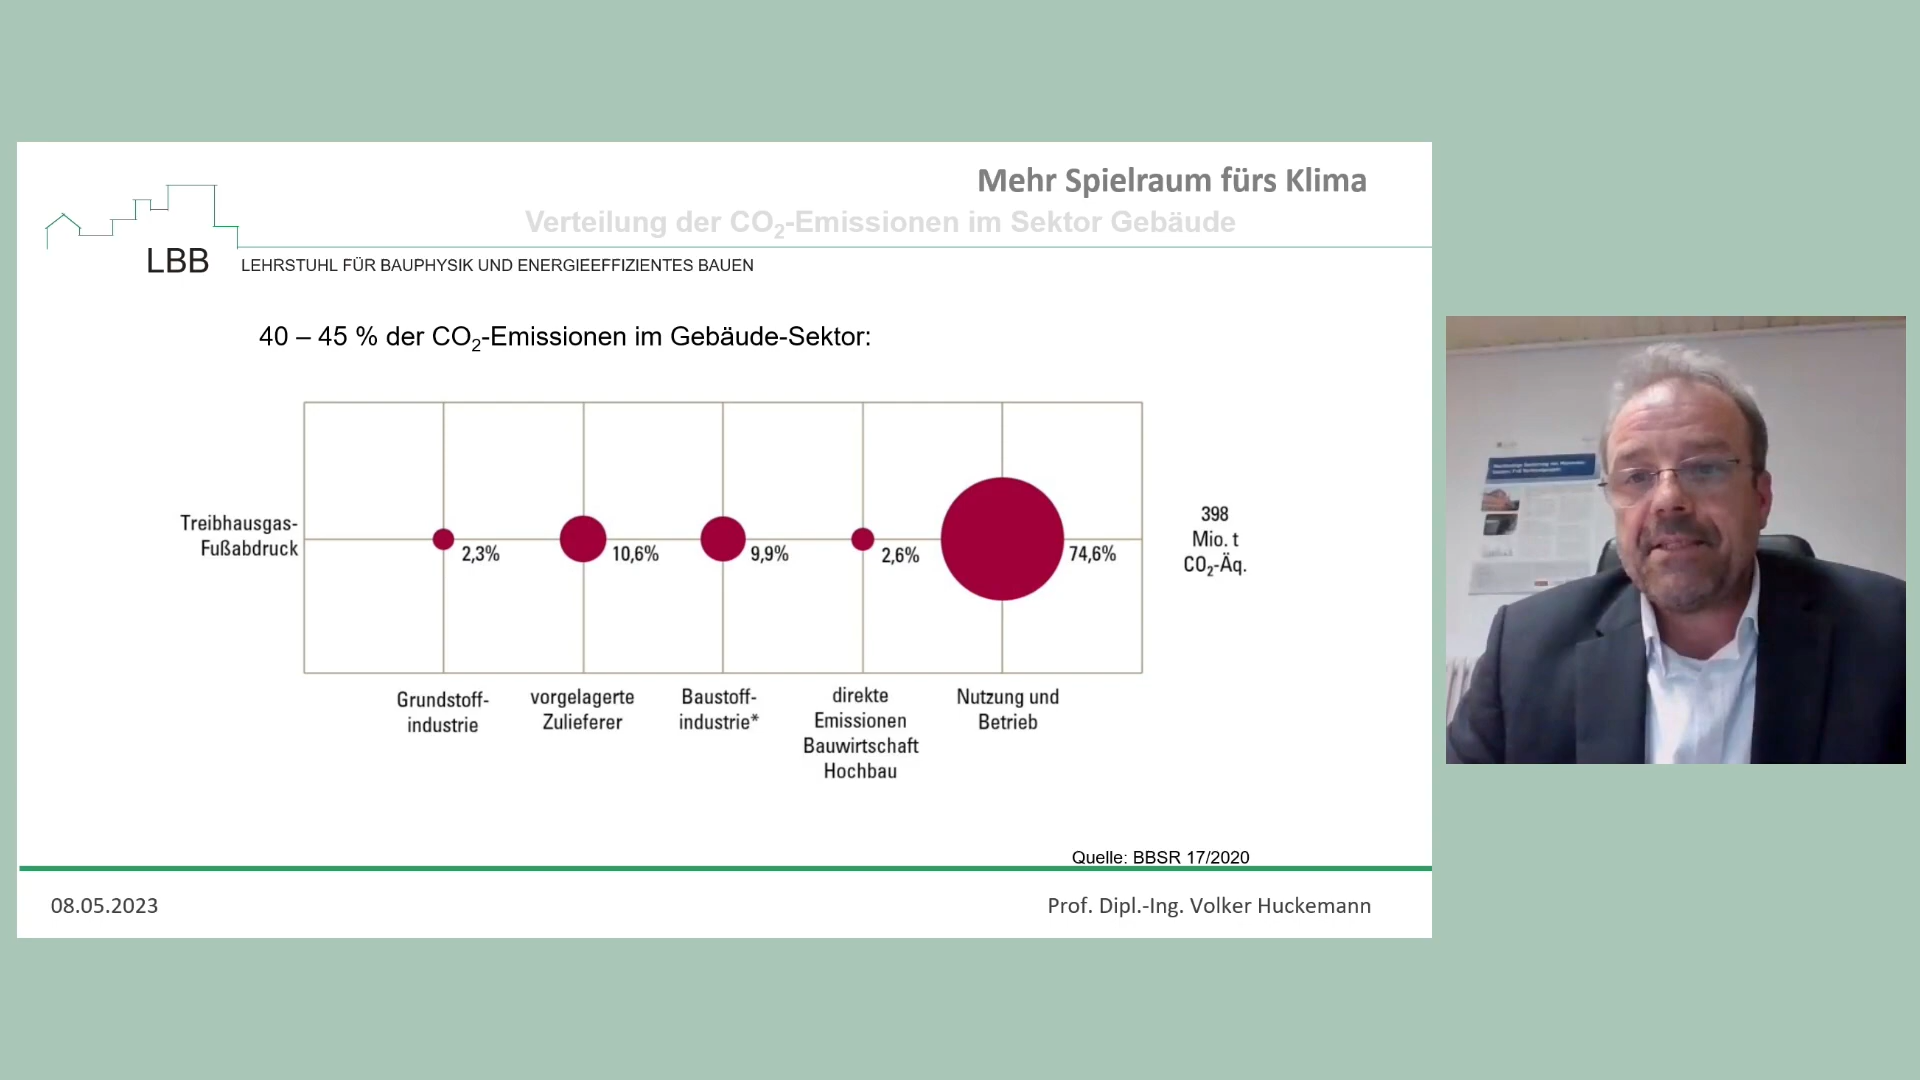 Mehr Spielraum fürs Klima
Verteilung der CO₂-Emissionen im Sektor Gebäude
LBB
LEHRSTUHL FÜR BAUPHYSIK UND ENERGIEEFFIZIENTES BAUEN
40 – 45 % der CO₂-Emissionen im Gebäude-Sektor:
Treibhausgas-
Fußabdruck
2,3%
10,6%
9,9%
2,6%
74,6%
398
Mio. t
CO₂-Äq.
Grundstoff-
industrie
vorgelagerte
Zulieferer
Baustoff-
industrie*
direkte
Emissionen
Bauwirtschaft
Hochbau
Nutzung und
Betrieb
Quelle: BBSR 17/2020
08.05.2023
Prof. Dipl.-Ing. Volker Huckemann